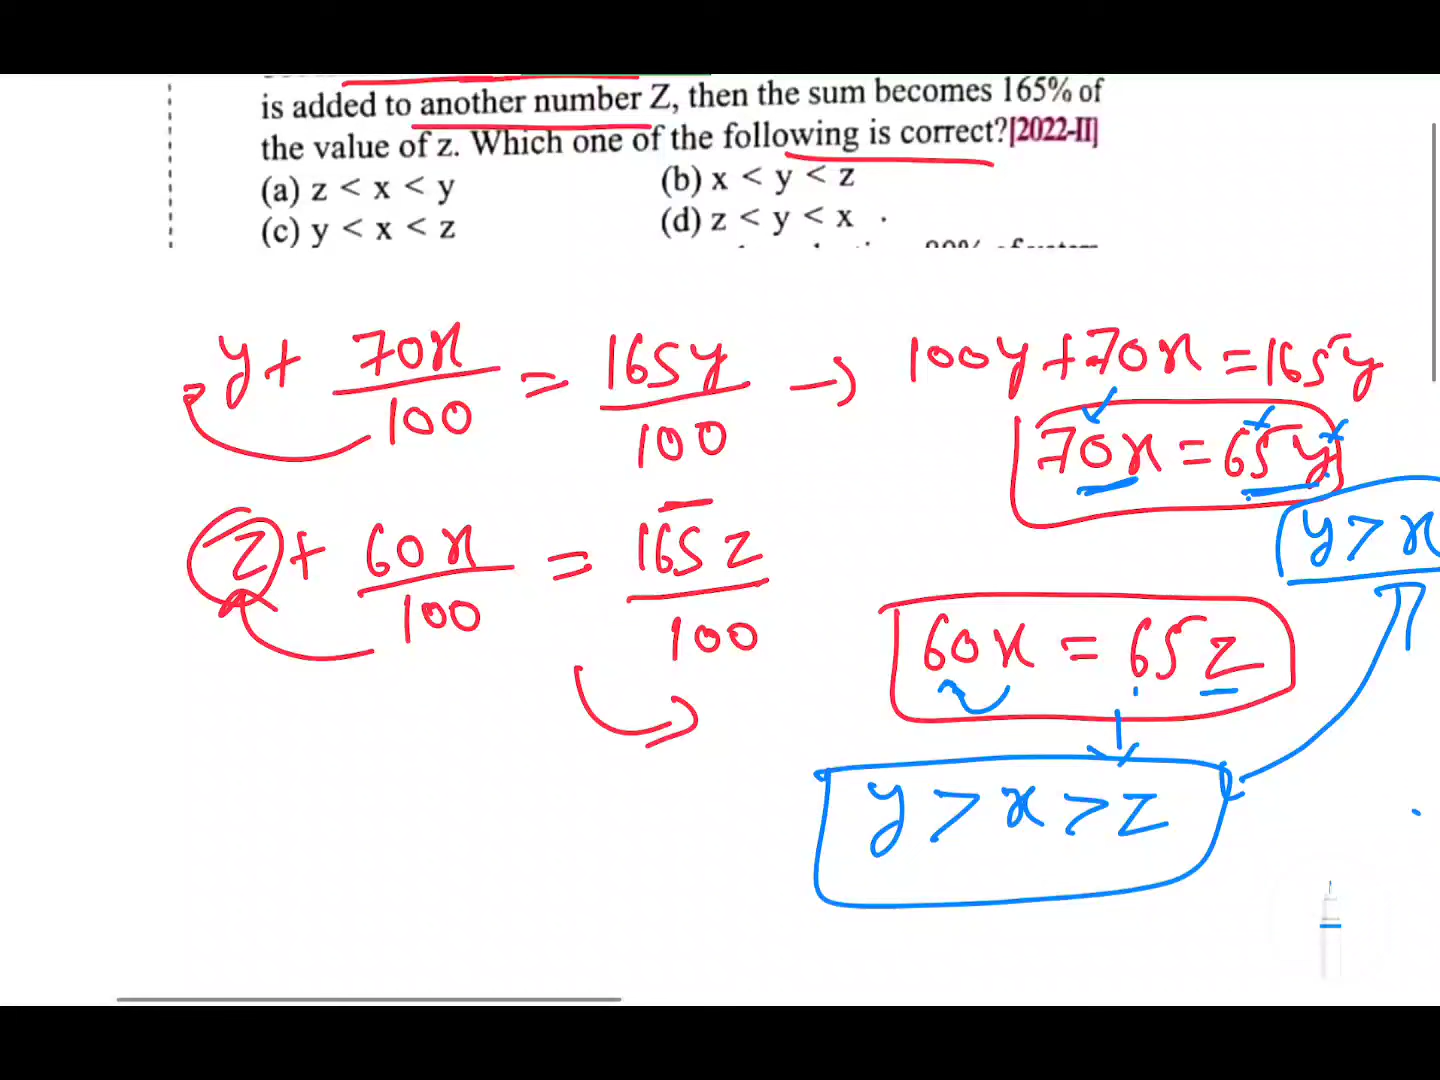 is added to another number Z, then the sum becomes 165% of
the value of z. Which one of the following is correct?[2022-II]
(a) z < x < y
(b) x < y < z
(c) y < x < z
(d) z < y < x
y + 70x/100 = 165y/100 → 100y + 70x = 165y
70x = 65y
z + 60x/100 = 165z/100
y > x
60x = 65z
y > x > z